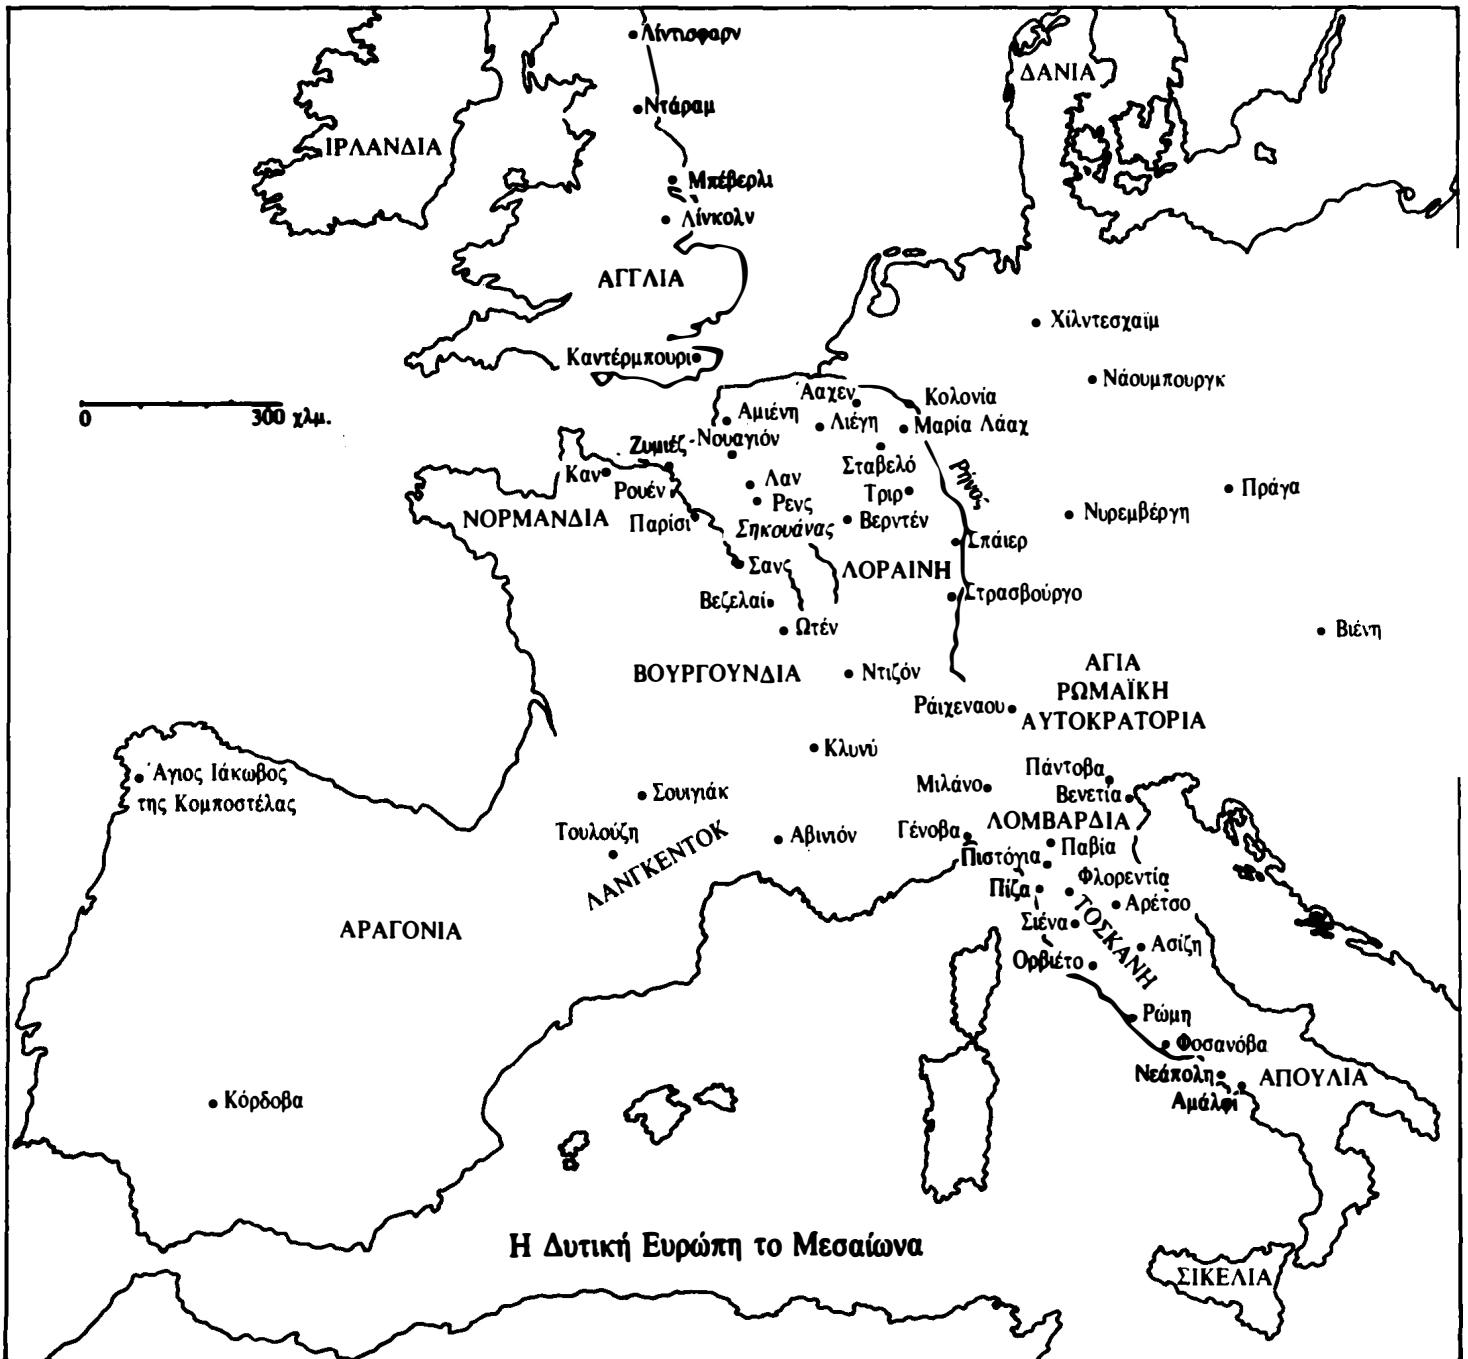 Λίντισφαρν
ΔΑΝΙΑ
Ντάραμ
ΙΡΛΑΝΔΙΑ
Μπέβερλι
Λίνκολν
ΑΓΓΛΙΑ
Χίλντεσχαϊμ
Καντέρμπουρι
Νάουμπουργκ
Άαχεν
Κολονία
0 300 χλμ.
Αμιένη
Λιέγη
Μαρία Λάαχ
Ζυμιέζ
Νουαγιόν
Σταβελό
Ρήνος
Καν
Ρουέν
Λαν
Τριρ
Πράγα
Ρενς
ΝΟΡΜΑΝΔΙΑ
Παρίσι
Σηκουάνας
Βερντέν
Νυρεμβέργη
Σπάιερ
Σανς
ΛΟΡΑΙΝΗ
Στρασβούργο
Βεζελαί
Ωτέν
Βιένη
ΒΟΥΡΓΟΥΝΔΙΑ
Ντιζόν
ΑΓΙΑ
ΡΩΜΑΪΚΗ
ΑΥΤΟΚΡΑΤΟΡΙΑ
Ράιχεναου
Κλυνύ
Άγιος Ιάκωβος
της Κομποστέλας
Πάντοβα
Μιλάνο
Βενετία
Σουιγιάκ
Τουλούζη
ΛΑΝΓΚΕΝΤΟΚ
Αβινιόν
Γένοβα
ΛΟΜΒΑΡΔΙΑ
Παβία
Πιστόγια
Φλορεντία
Πίζα
Αρέτσο
ΤΟΣΚΑΝΗ
Σιένα
ΑΡΑΓΟΝΙΑ
Ασίζη
Ορβιέτο
Ρώμη
Φοσανόβα
Νεάπολη
ΑΠΟΥΛΙΑ
Αμάλφι
Κόρδοβα
Η Δυτική Ευρώπη το Μεσαίωνα
ΣΙΚΕΛΙΑ